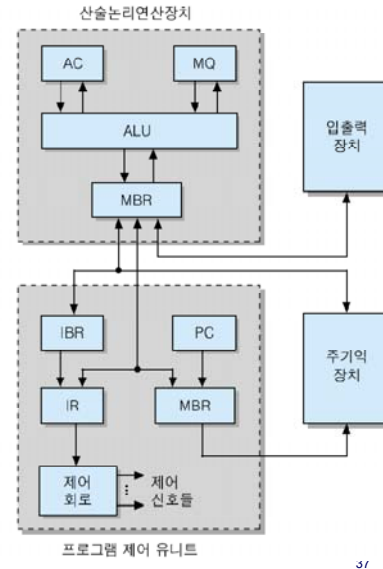 산술논리연산장치
AC
MQ
ALU
MBR
입출력
장치
IBR
PC
주기억
장치
IR
MBR
제어
회로
제어
신호들
프로그램 제어 유니트
37